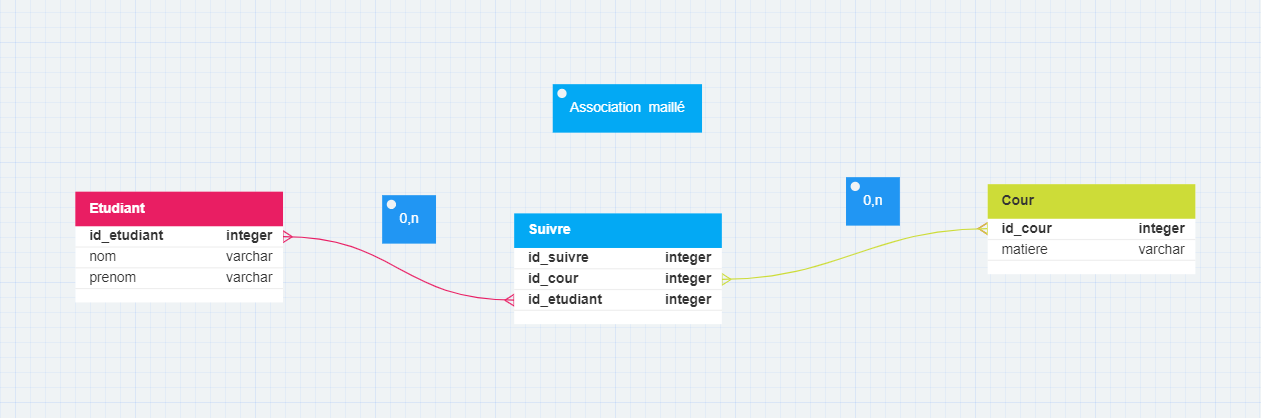 Association maillé
Etudiant
id_etudiant integer
nom varchar
prenom varchar
0,n
Suivre
id_suivre integer
id_cour integer
id_etudiant integer
0,n
Cour
id_cour integer
matiere varchar